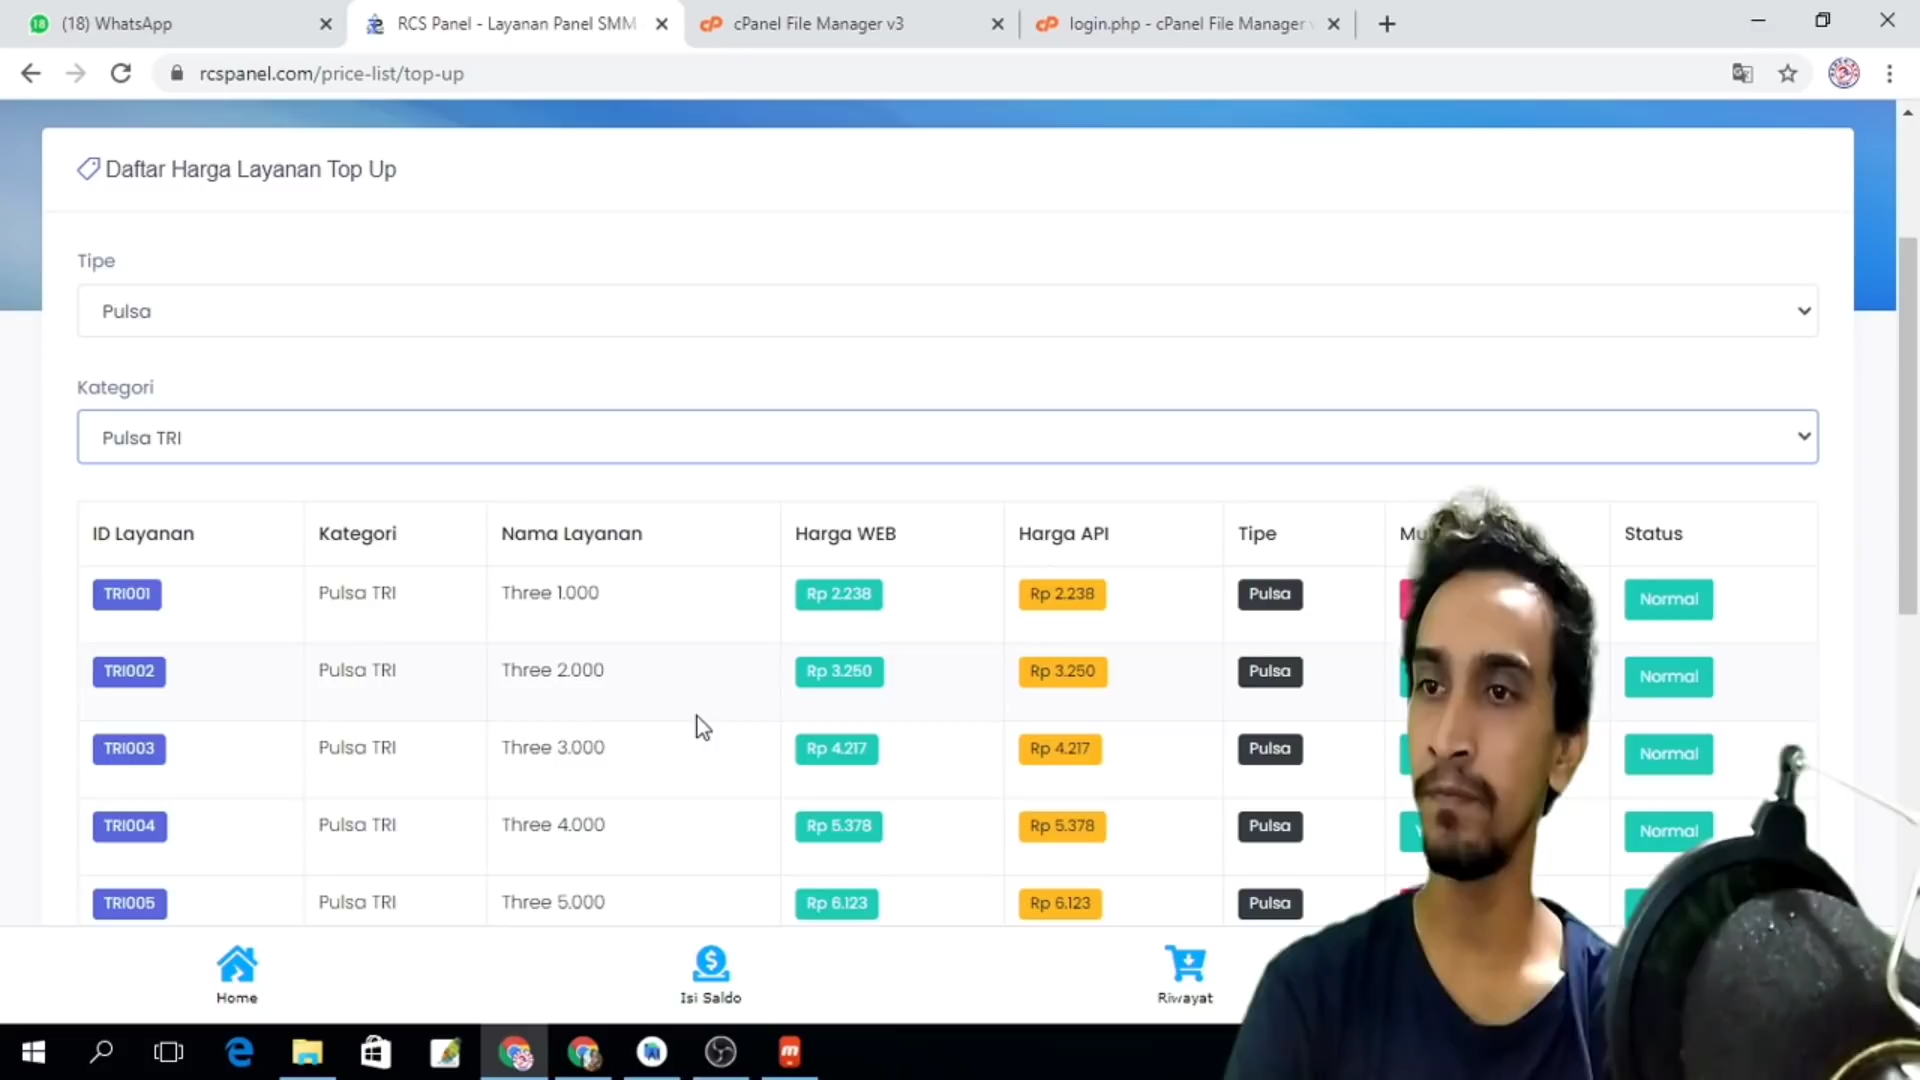 (18) WhatsApp
RCS Panel - Layanan Panel SMM
cPanel File Manager v3
login.php - cPanel File Manager
rcspanel.com/price-list/top-up
Daftar Harga Layanan Top Up
Tipe
Pulsa
Kategori
Pulsa TRI
ID Layanan Kategori Nama Layanan Harga WEB Harga API Tipe Status
TRI001 Pulsa TRI Three 1.000 Rp 2.238 Rp 2.238 Pulsa Normal
TRI002 Pulsa TRI Three 2.000 Rp 3.250 Rp 3.250 Pulsa Normal
TRI003 Pulsa TRI Three 3.000 Rp 4.217 Rp 4.217 Pulsa Normal
TRI004 Pulsa TRI Three 4.000 Rp 5.378 Rp 5.378 Pulsa Normal
TRI005 Pulsa TRI Three 5.000 Rp 6.123 Rp 6.123 Pulsa
Home Isi Saldo Riwayat